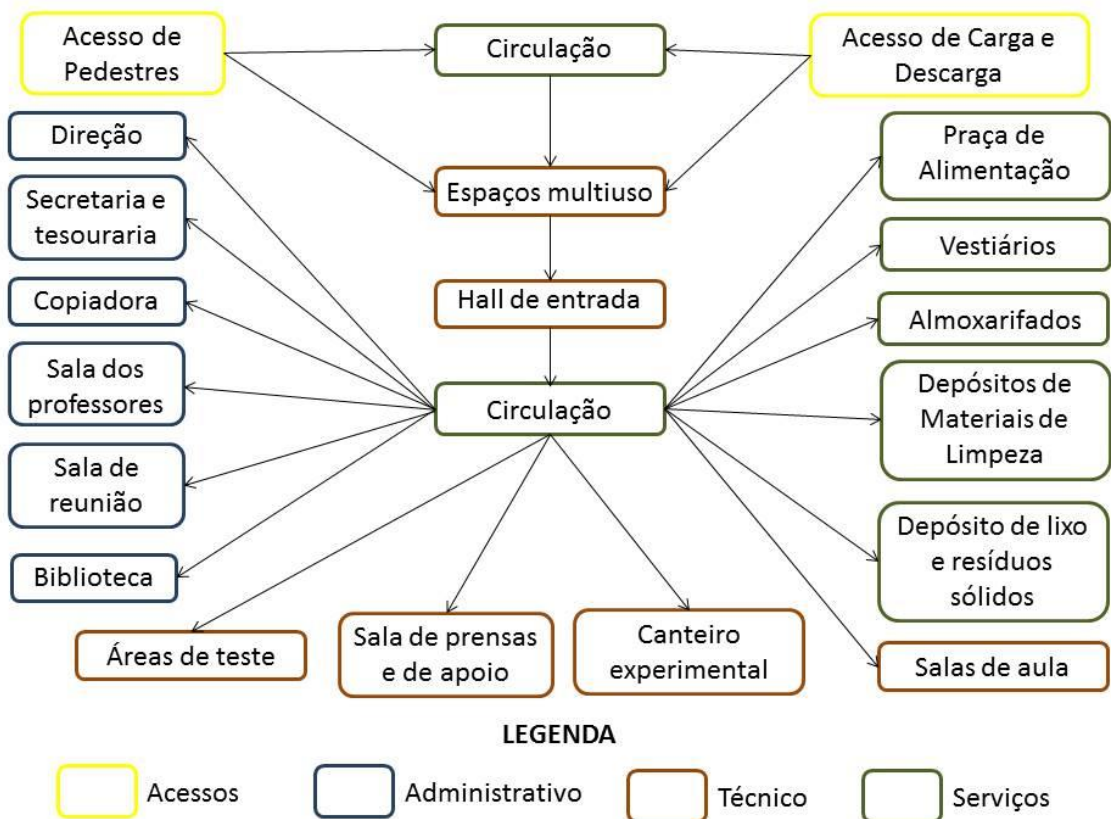 Acesso de
Pedestres
Circulação
Acesso de Carga e
Descarga
Direção
Secretaria e
tesouraria
Copiadora
Sala dos
professores
Sala de
reunião
Biblioteca
Espaços multiuso
Hall de entrada
Circulação
Praça de
Alimentação
Vestiários
Almoxarifados
Depósitos de
Materiais de
Limpeza
Depósito de lixo
e resíduos
sólidos
Salas de aula
Áreas de teste
Sala de prensas
e de apoio
Canteiro
experimental
LEGENDA
Acessos
Administrativo
Técnico
Serviços